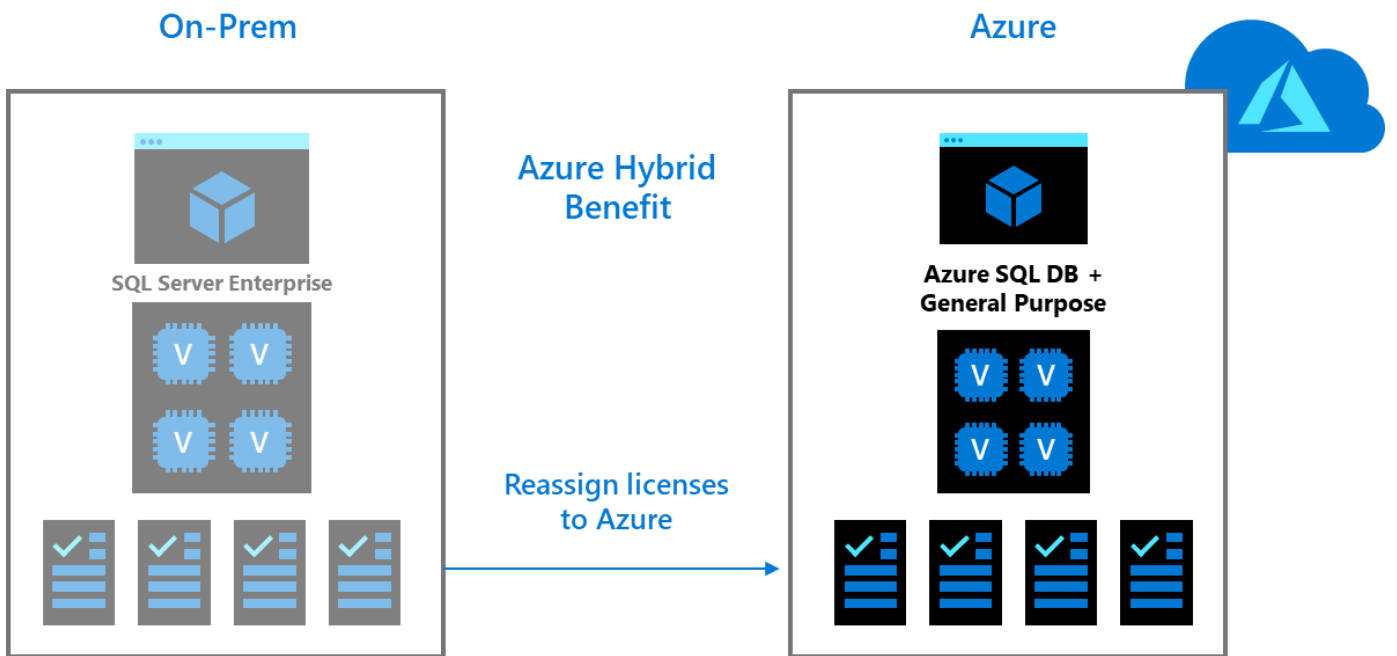 On-Prem
Azure
Azure Hybrid
Benefit
SQL Server Enterprise
V V
V V
Azure SQL DB +
General Purpose
V V
V V
Reassign licenses
to Azure